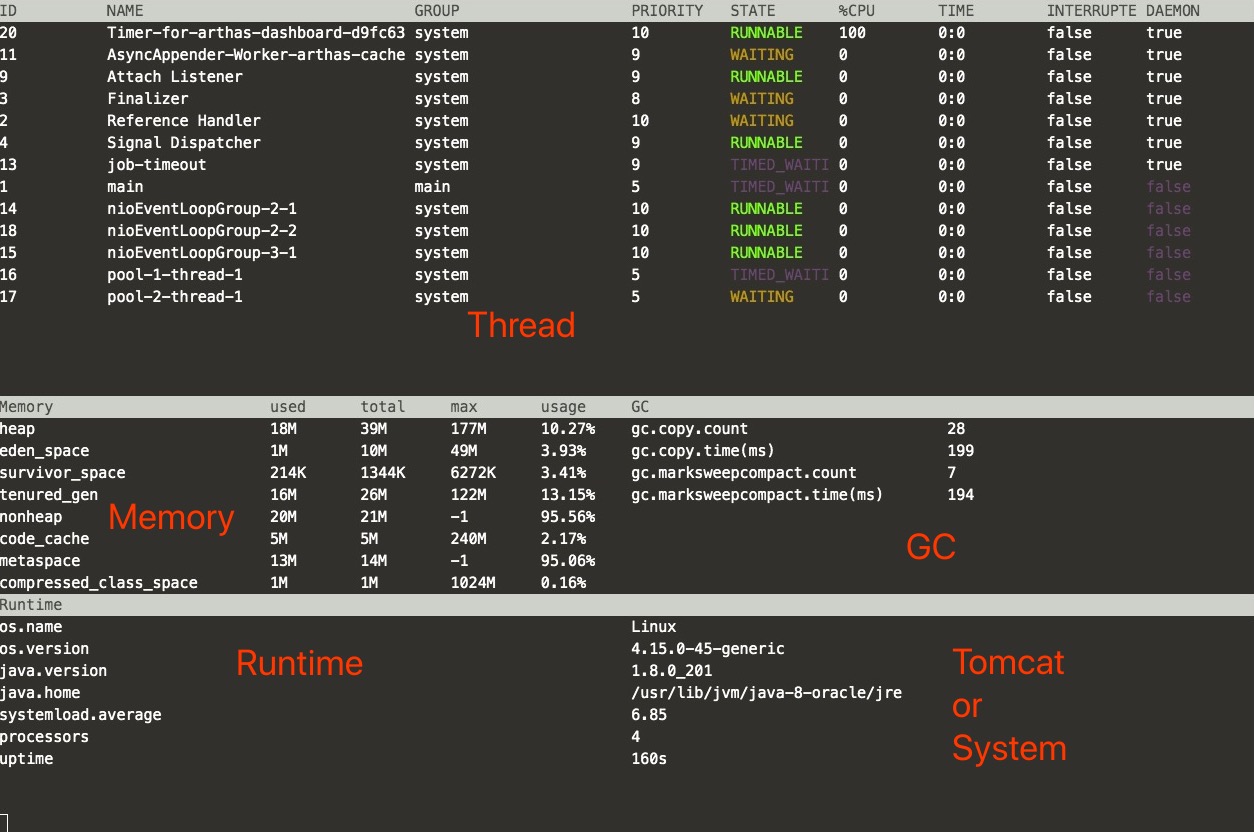 ID NAME GROUP PRIORITY STATE %CPU TIME INTERRUPTE DAEMON
20 Timer-for-arthas-dashboard-d9fc63 system 10 RUNNABLE 100 0:0 false true
11 AsyncAppender-Worker-arthas-cache system 9 WAITING 0 0:0 false true
9 Attach Listener system 9 RUNNABLE 0 0:0 false true
3 Finalizer system 8 WAITING 0 0:0 false true
2 Reference Handler system 10 WAITING 0 0:0 false true
4 Signal Dispatcher system 9 RUNNABLE 0 0:0 false true
13 job-timeout system 9 TIMED_WAITI 0 0:0 false true
1 main main 5 TIMED_WAITI 0 0:0 false false
14 nioEventLoopGroup-2-1 system 10 RUNNABLE 0 0:0 false false
18 nioEventLoopGroup-2-2 system 10 RUNNABLE 0 0:0 false false
15 nioEventLoopGroup-3-1 system 10 RUNNABLE 0 0:0 false false
16 pool-1-thread-1 system 5 TIMED_WAITI 0 0:0 false false
17 pool-2-thread-1 system 5 WAITING 0 0:0 false false
Thread
Memory used total max usage GC
heap 18M 39M 177M 10.27% gc.copy.count 28
eden_space 1M 10M 49M 3.93% gc.copy.time(ms) 199
survivor_space 214K 1344K 6272K 3.41% gc.marksweepcompact.count 7
tenured_gen 16M 26M 122M 13.15% gc.marksweepcompact.time(ms) 194
nonheap 20M 21M -1 95.56%
Memory
code_cache 5M 5M 240M 2.17%
GC
metaspace 13M 14M -1 95.06%
compressed_class_space 1M 1M 1024M 0.16%
Runtime
os.name Linux
os.version 4.15.0-45-generic
Runtime
java.version 1.8.0_201
Tomcat
java.home /usr/lib/jvm/java-8-oracle/jre
or
systemload.average 6.85
processors 4
System
uptime 160s